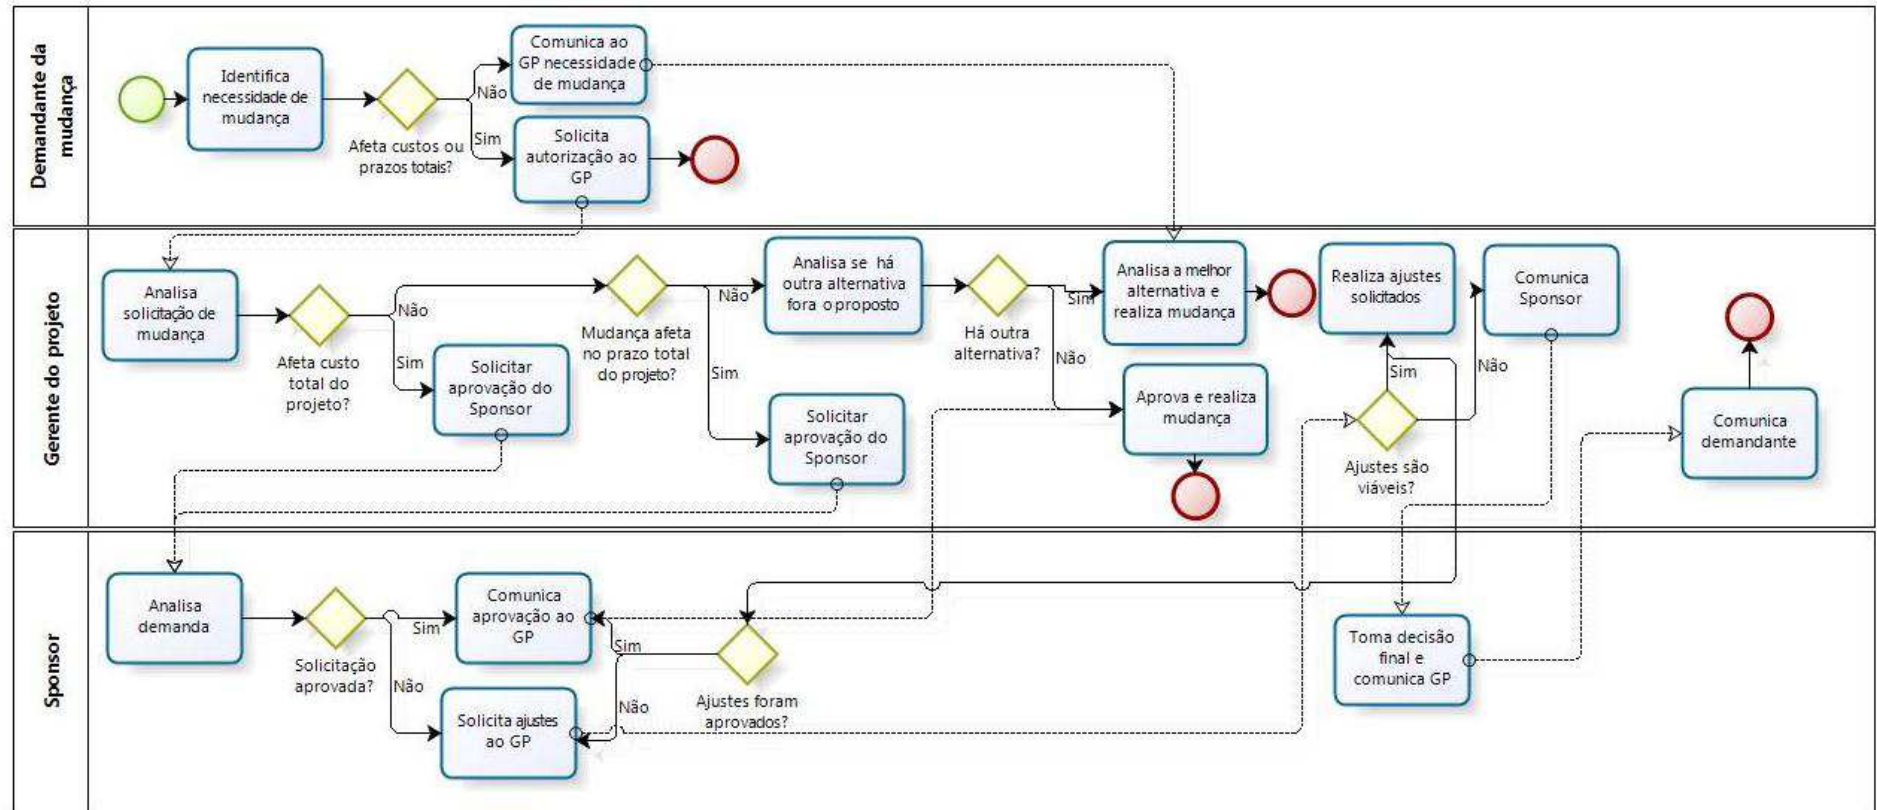 Demandante da
mudança
Identifica
necessidade de
mudança
Afeta custos ou
prazos totais?
Não
Sim
Comunica ao
GP necessidade
de mudança
Solicita
autorização ao
GP
Gerente do projeto
Analisa
solicitação de
mudança
Afeta custo
total do
projeto?
Não
Sim
Solicitar
aprovação do
Sponsor
Mudança afeta
no prazo total
do projeto?
Não
Sim
Analisa se há
outra alternativa
fora o proposto
Solicitar
aprovação do
Sponsor
Há outra
alternativa?
Sim
Não
Analisa a melhor
alternativa e
realiza mudança
Aprova e realiza
mudança
Realiza ajustes
solicitados
Sim
Não
Ajustes são
viáveis?
Comunica
Sponsor
Comunica
demandante
Sponsor
Analisa
demanda
Solicitação
aprovada?
Sim
Não
Comunica
aprovação ao
GP
Solicita ajustes
ao GP
Sim
Não
Ajustes foram
aprovados?
Toma decisão
final e
comunica GP